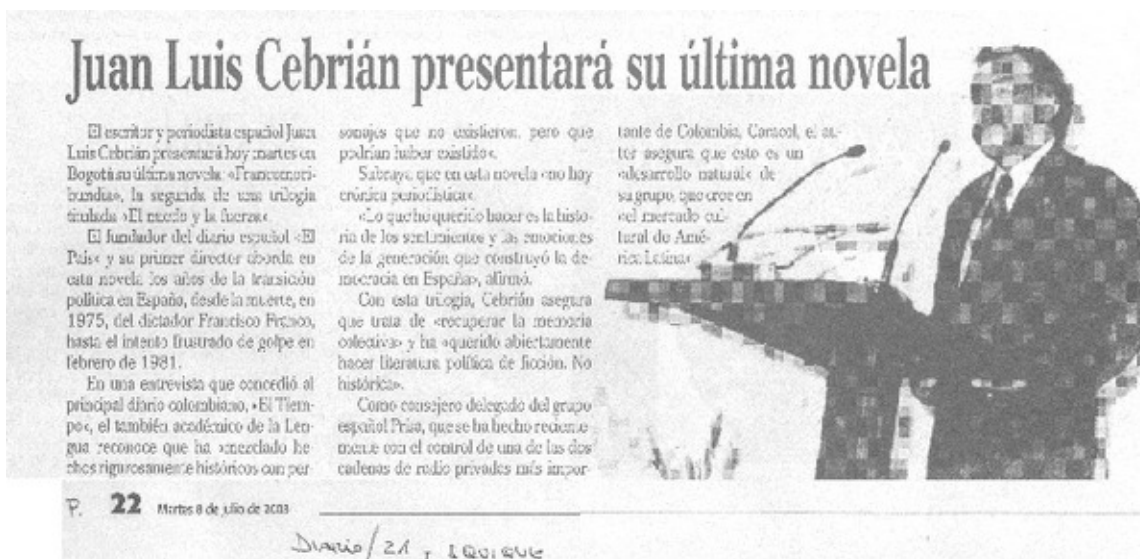 Juan Luis Cebrián presentará su última novela
El escritor y periodista español Juan
Luis Cebrián presentará hoy martes en
Bogotá su última novela: «Francomori-
bundia», la segunda de una trilogía
titulada «El miedo y la fuerza«.
El fundador del diario español «El
País« y su primer director aborda en
esta novela los años de la transición
política en España, desde la muerte, en
1975, del dictador Francisco Franco,
hasta el intento frustrado de golpe en
febrero de 1981.
En una entrevista que concedió al
principal diario colombiano, «El Tiem-
po«, el también académico de la Len-
gua reconoce que ha »mezclado he-
chos rigurosamente históricos con per-
sonajes que no existieron, pero que
podrían haber existido«.
Subraya que en esta novela «no hay
crónica periodística«.
«Lo que he querido hacer es la histo-
ria de los sentimientos y las emociones
de la generación que construyó la de-
mocracia en España», afirmó.
Con esta trilogía, Cebrián asegura
que trata de «recuperar la memoria
colectiva» y ha «querido abiertamente
hacer literatura política de ficción. No
histórica».
Como consejero delegado del grupo
español Prisa, que se ha hecho reciente-
mente con el control de una de las dos
cadenas de radio privadas más impor-
tante de Colombia, Caracol, el au-
tor asegura que esto es un
«desarrollo natural« de
su grupo, que cree en
«el mercado cul-
tural de Amé-
rica Latina«
P. 22 Martes 8 de julio de 2003
Diario/21, IQUIQUE